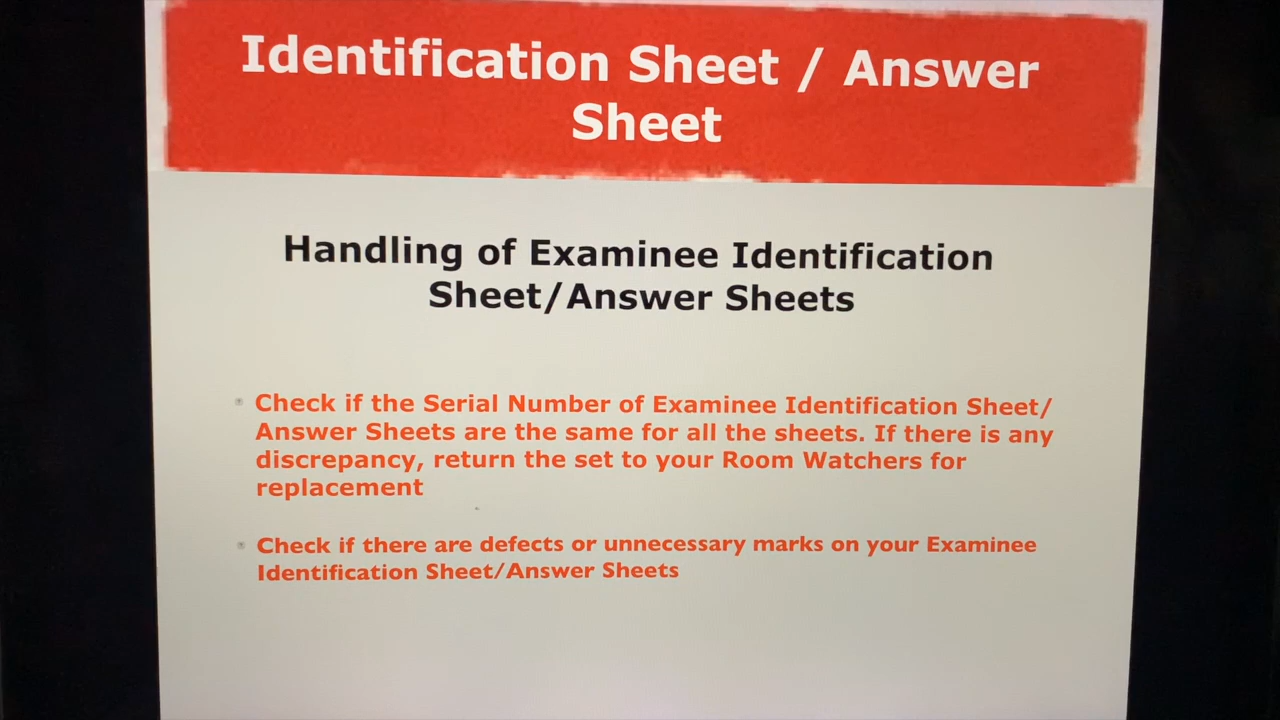 Identification Sheet / Answer
Sheet
Handling of Examinee Identification
Sheet/Answer Sheets
Check if the Serial Number of Examinee Identification Sheet/
Answer Sheets are the same for all the sheets. If there is any
discrepancy, return the set to your Room Watchers for
replacement
Check if there are defects or unnecessary marks on your Examinee
Identification Sheet/Answer Sheets